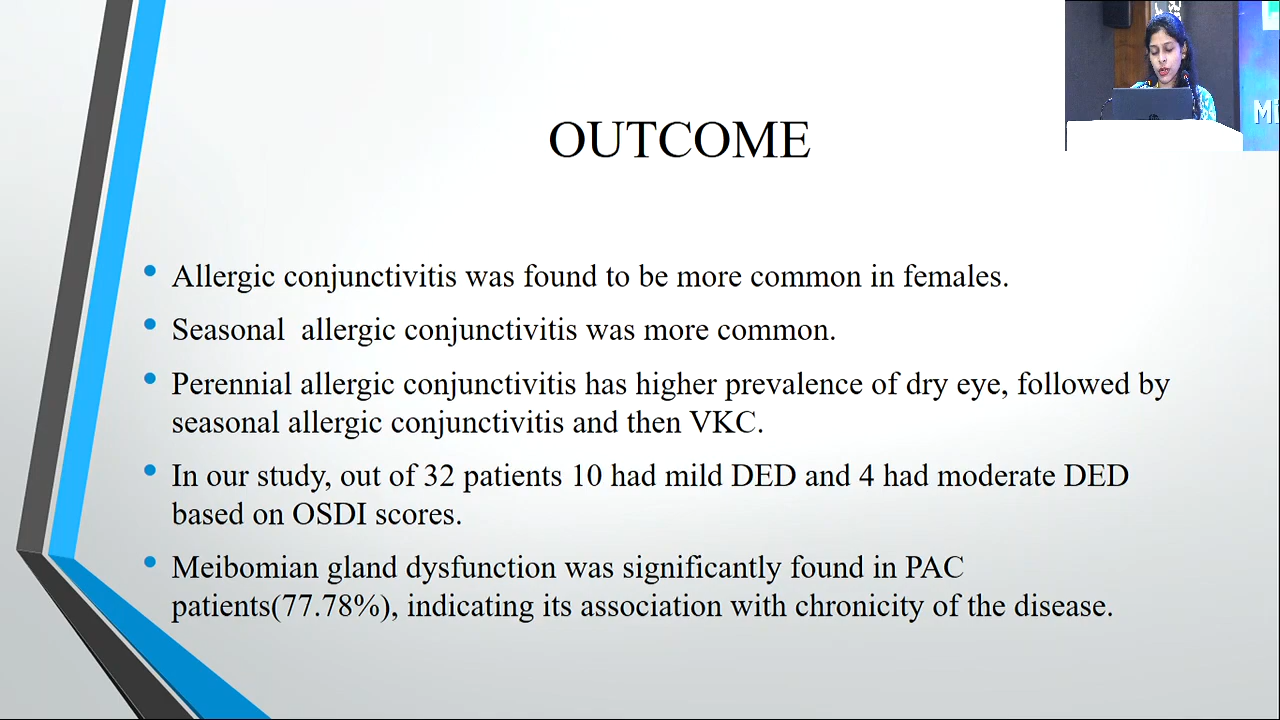 OUTCOME
Allergic conjunctivitis was found to be more common in females.
Seasonal  allergic conjunctivitis was more common.
Perennial allergic conjunctivitis has higher prevalence of dry eye, followed by
seasonal allergic conjunctivitis and then VKC.
In our study, out of 32 patients 10 had mild DED and 4 had moderate DED
based on OSDI scores.
Meibomian gland dysfunction was significantly found in PAC
patients(77.78%), indicating its association with chronicity of the disease.